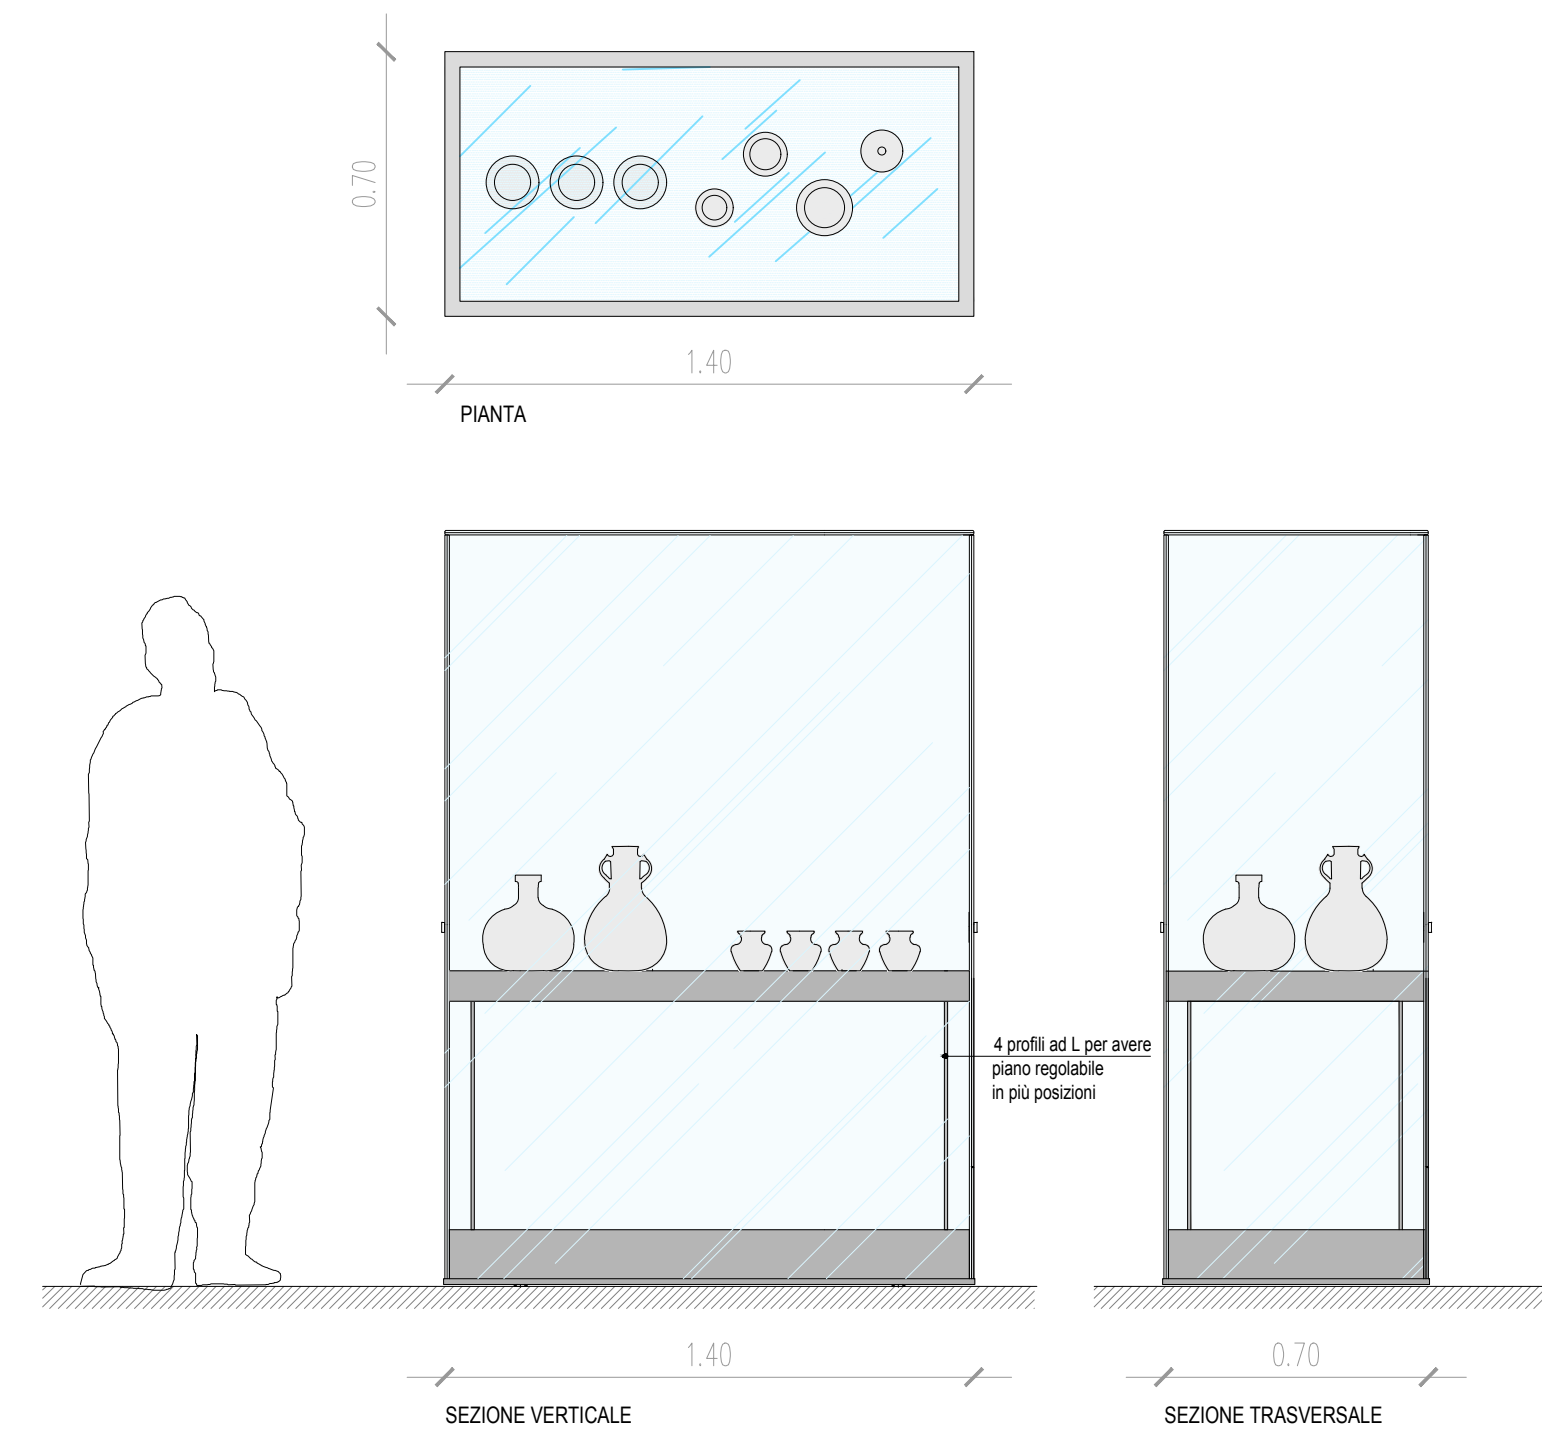 0.70
1.40
PIANTA
4 profili ad L per avere
piano regolabile
in più posizioni
1.40
0.70
SEZIONE VERTICALE
SEZIONE TRASVERSALE